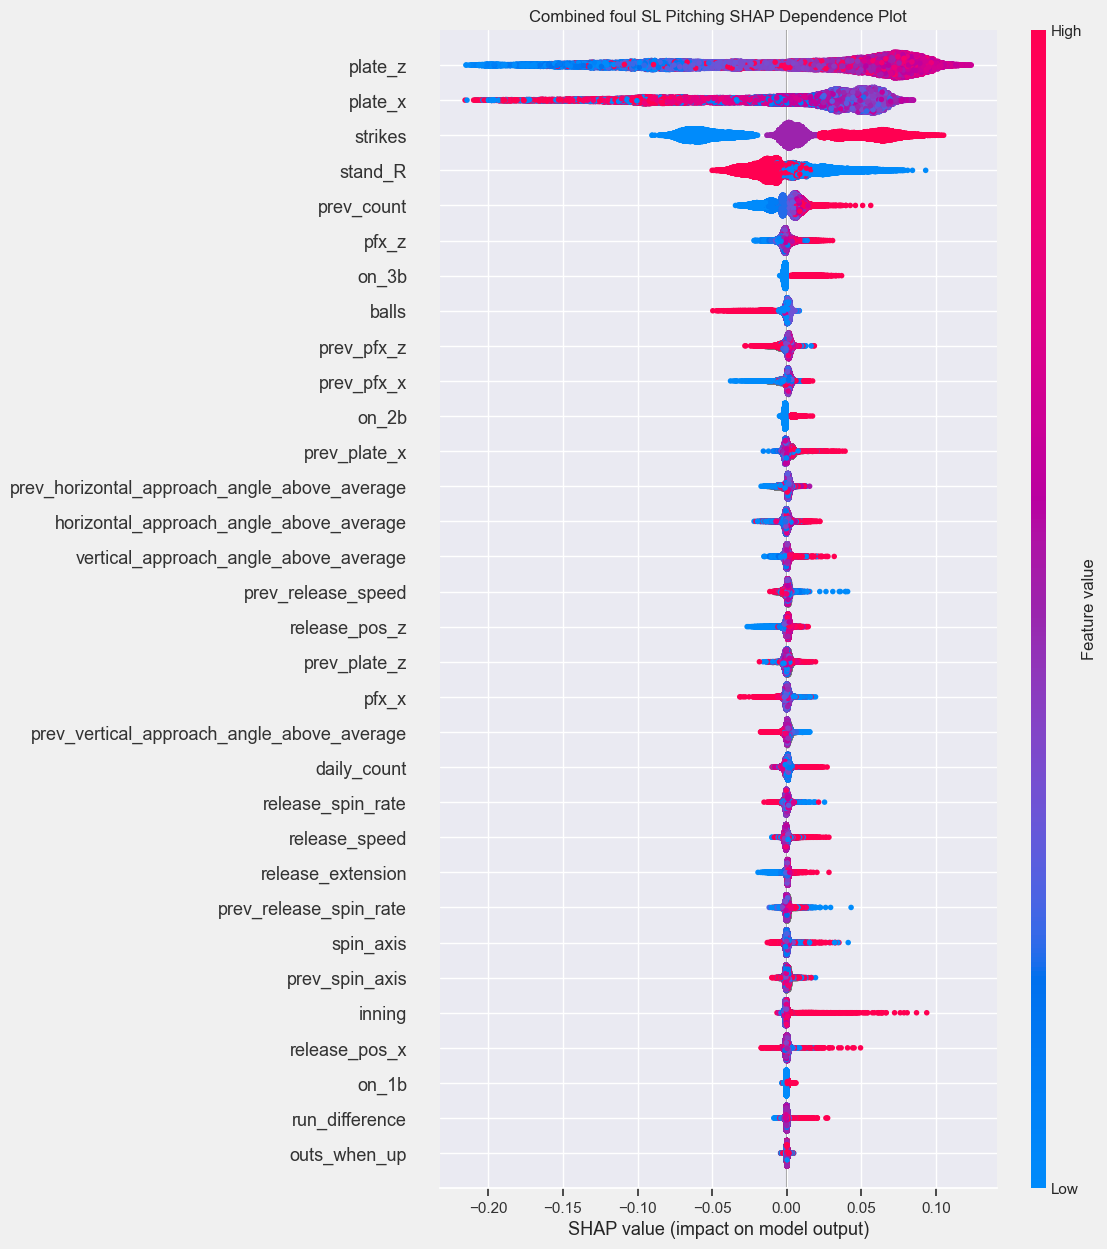 Combined foul SL Pitching SHAP Dependence Plot
High
plate_z
plate_x
strikes
stand_R
prev_count
pfx_z
on_3b
balls
prev_pfx_z
prev_pfx_x
on_2b
prev_plate_x
prev_horizontal_approach_angle_above_average
horizontal_approach_angle_above_average
vertical_approach_angle_above_average
prev_release_speed
release_pos_z
prev_plate_z
pfx_x
prev_vertical_approach_angle_above_average
daily_count
release_spin_rate
release_speed
release_extension
prev_release_spin_rate
spin_axis
prev_spin_axis
inning
release_pos_x
on_1b
run_difference
outs_when_up
Feature value
Low
−0.20 −0.15 −0.10 −0.05 0.00 0.05 0.10
SHAP value (impact on model output)